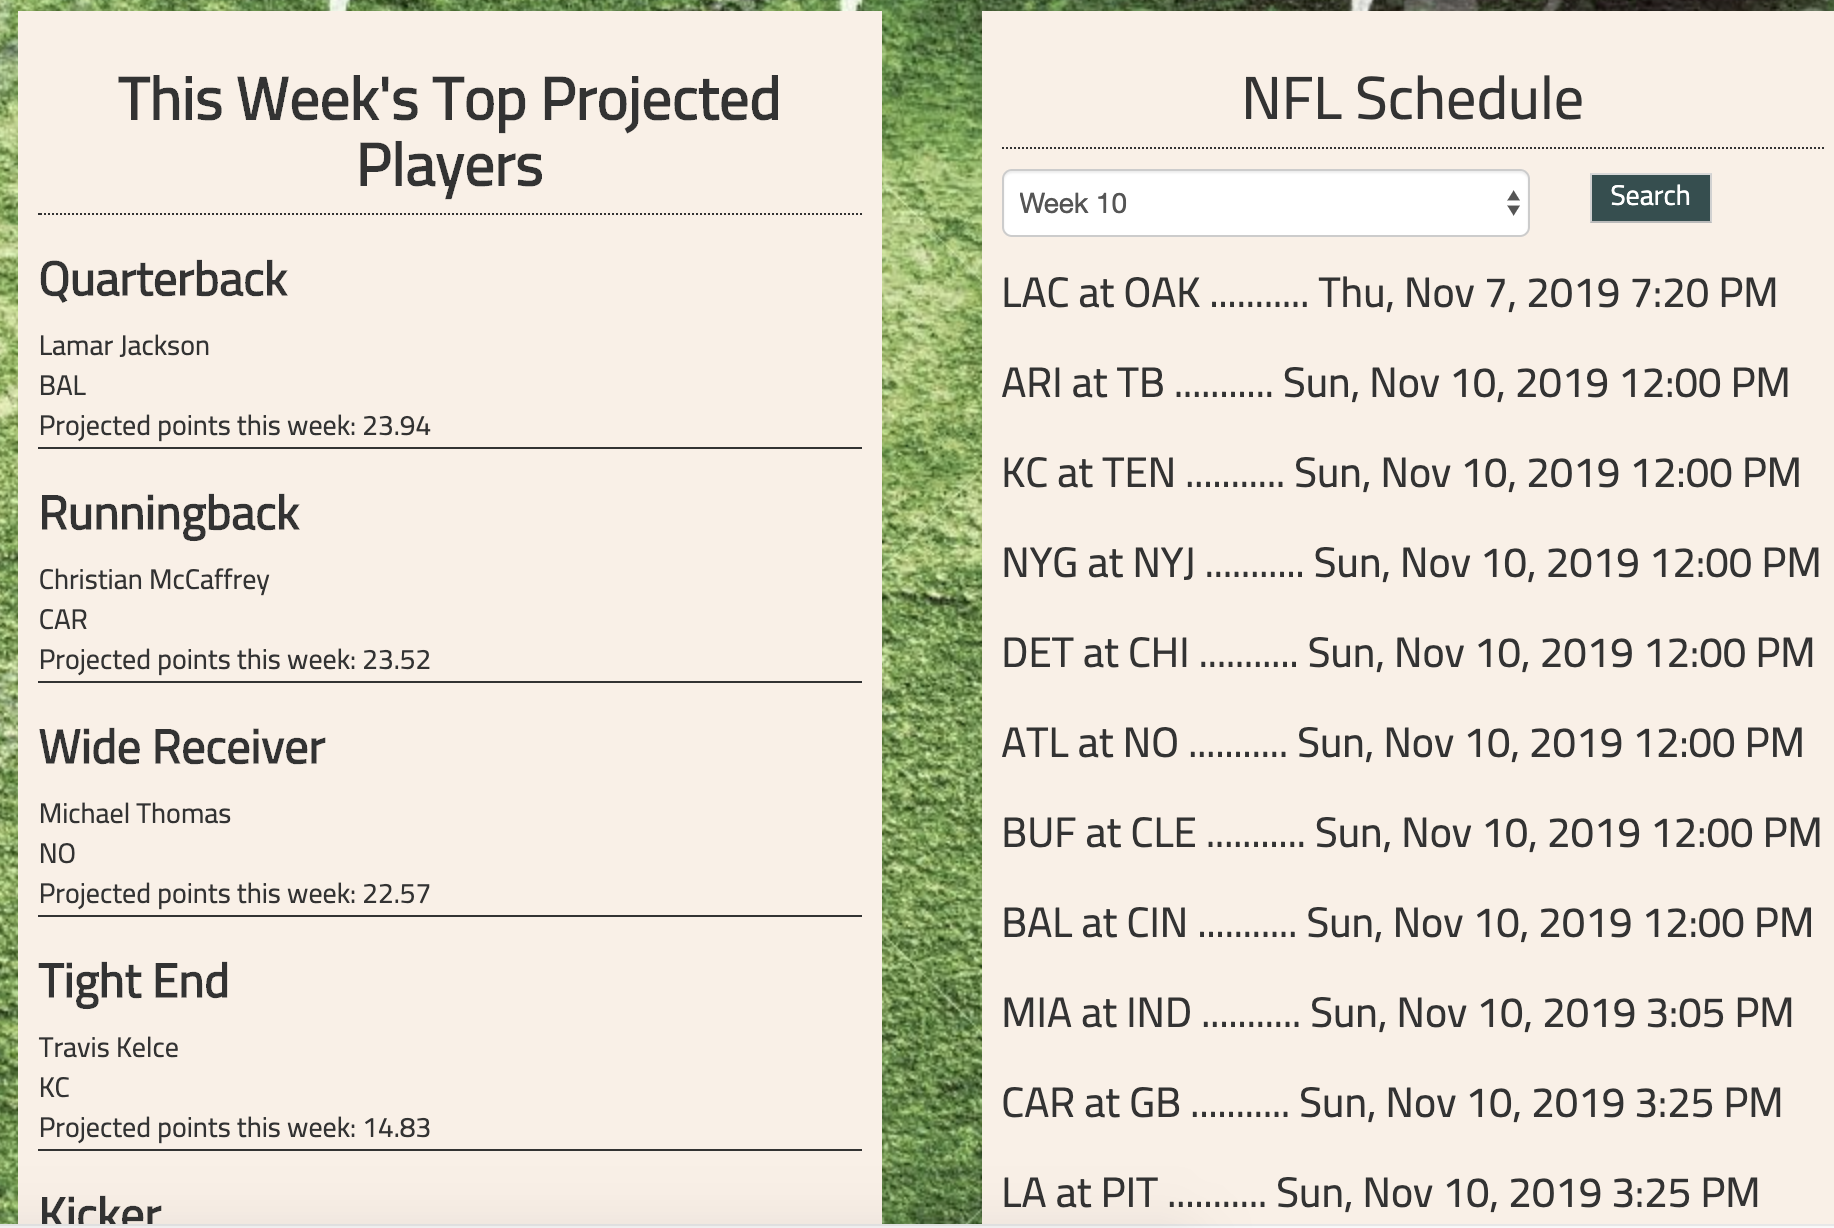 This Week's Top Projected
Players
Quarterback
Lamar Jackson
BAL
Projected points this week: 23.94
Runningback
Christian McCaffrey
CAR
Projected points this week: 23.52
Wide Receiver
Michael Thomas
NO
Projected points this week: 22.57
Tight End
Travis Kelce
KC
Projected points this week: 14.83
Kicker
NFL Schedule
Week 10
Search
LAC at OAK ........... Thu, Nov 7, 2019 7:20 PM
ARI at TB ........... Sun, Nov 10, 2019 12:00 PM
KC at TEN ........... Sun, Nov 10, 2019 12:00 PM
NYG at NYJ ........... Sun, Nov 10, 2019 12:00 PM
DET at CHI ........... Sun, Nov 10, 2019 12:00 PM
ATL at NO ........... Sun, Nov 10, 2019 12:00 PM
BUF at CLE ........... Sun, Nov 10, 2019 12:00 PM
BAL at CIN ........... Sun, Nov 10, 2019 12:00 PM
MIA at IND ........... Sun, Nov 10, 2019 3:05 PM
CAR at GB ........... Sun, Nov 10, 2019 3:25 PM
LA at PIT ........... Sun, Nov 10, 2019 3:25 PM